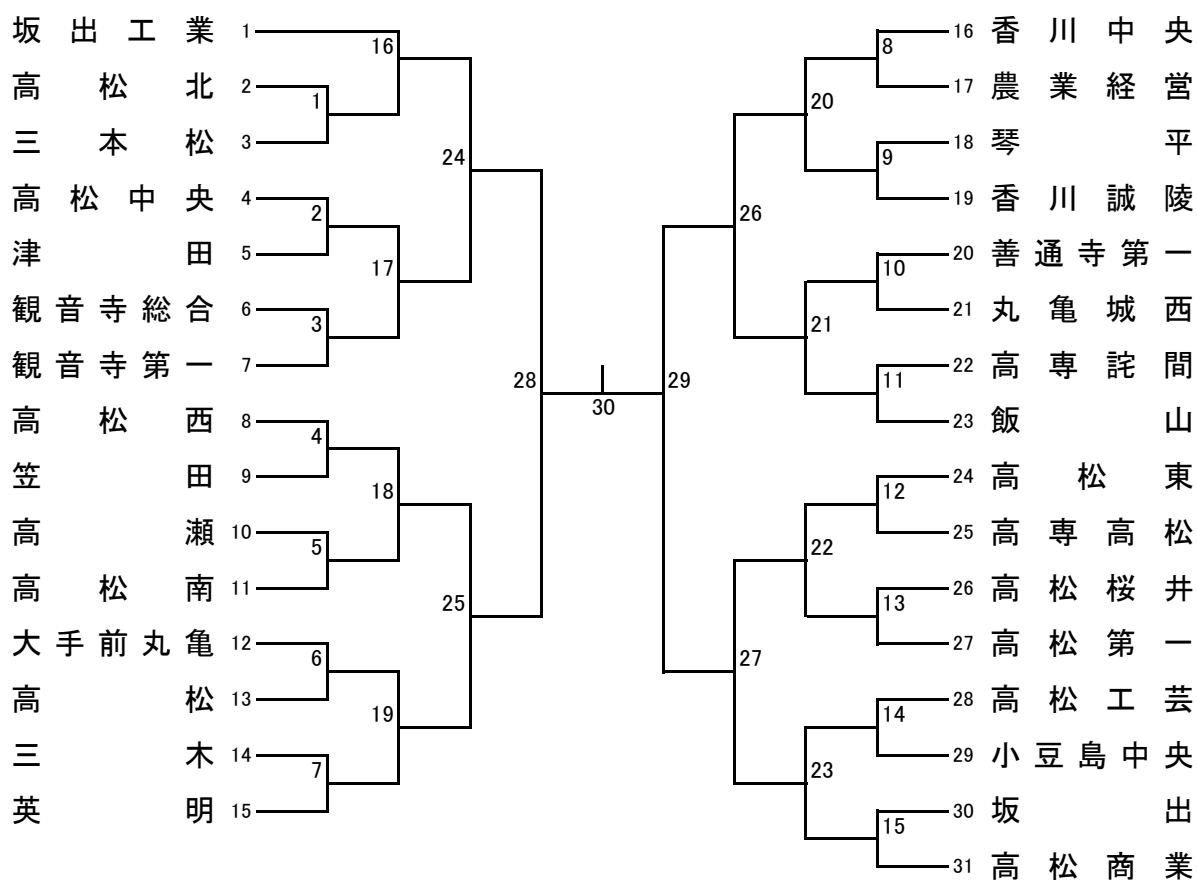 坂出工業 1
16
高松北 2
1
三本松 3
24
高松中央 4
2
津田 5
17
観音寺総合 6
3
観音寺第一 7
28
高松西 8
4
笠田 9
18
高瀬 10
5
高松南 11
25
大手前丸亀 12
6
高松 13
19
三木 14
7
英明 15
30
16 香川中央
8
17 農業経営
20
18 琴平
9
19 香川誠陵
26
20 善通寺第一
10
21 丸亀城西
21
22 高専詫間
11
23 飯山
29
24 高松東
12
25 高専高松
22
26 高松桜井
13
27 高松第一
27
28 高松工芸
14
29 小豆島中央
23
30 坂出
15
31 高松商業